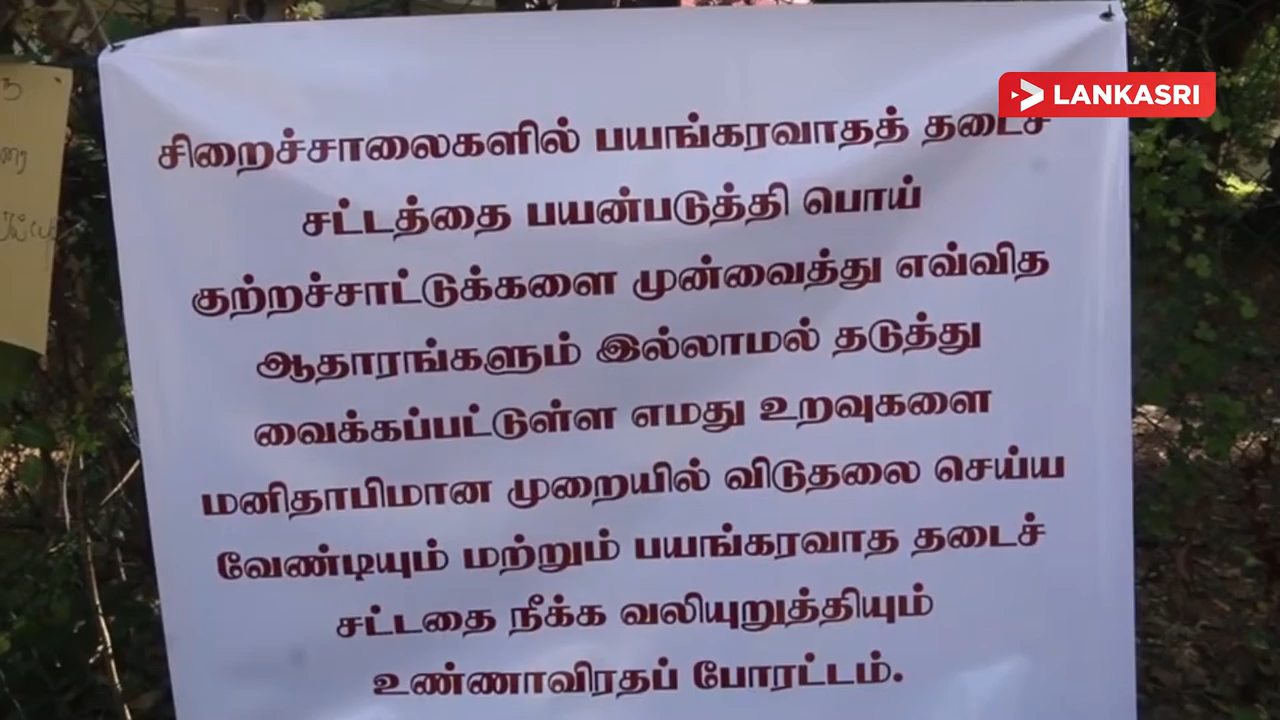 LANKASRI
சிறைச்சாலைகளில் பயங்கரவாதத் தடைச்
சட்டத்தை பயன்படுத்தி பொய்
குற்றச்சாட்டுக்களை முன்வைத்து எவ்வித
ஆதாரங்களும் இல்லாமல் தடுத்து
வைக்கப்பட்டுள்ள எமது உறவுகளை
மனிதாபிமான முறையில் விடுதலை செய்ய
வேண்டியும் மற்றும் பயங்கரவாத தடைச்
சட்டதை நீக்க வலியுறுத்தியும்
உண்ணாவிரதப் போரட்டம்.